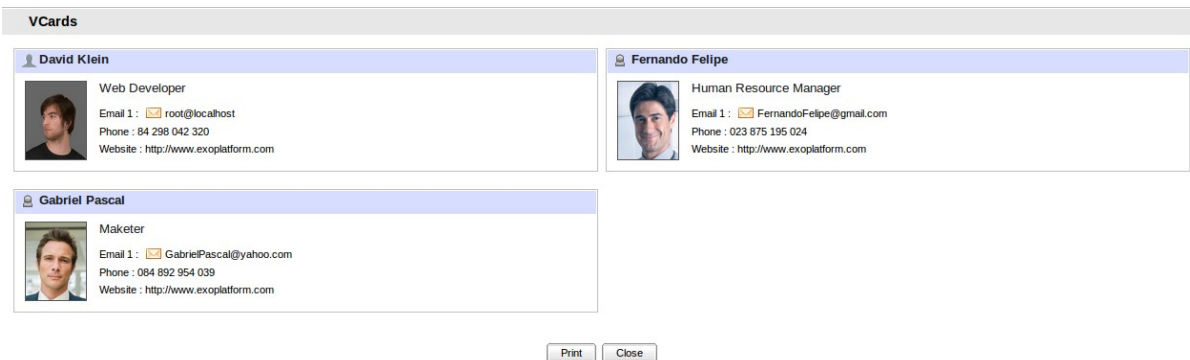 VCards
David Klein
Web Developer
Email 1 : root@localhost
Phone : 84 298 042 320
Website : http://www.exoplatform.com
Fernando Felipe
Human Resource Manager
Email 1 : FernandoFelipe@gmail.com
Phone : 023 875 195 024
Website : http://www.exoplatform.com
Gabriel Pascal
Maketer
Email 1 : GabrielPascal@yahoo.com
Phone : 084 892 954 039
Website : http://www.exoplatform.com
Print Close